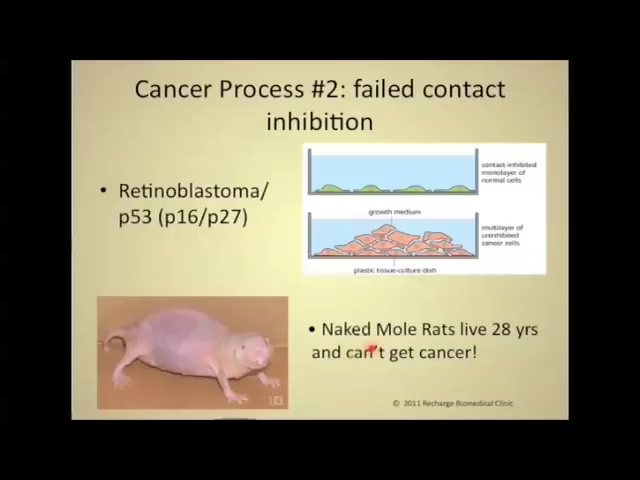 Cancer Process #2: failed contact
inhibition
• Retinoblastoma/
p53 (p16/p27)
contact-inhibited
monolayer of
normal cells
growth medium
multilayer of
uninhibited
cancer cells
plastic tissue-culture dish
• Naked Mole Rats live 28 yrs
and can't get cancer!
© 2011 Recharge Biomedical Clinic